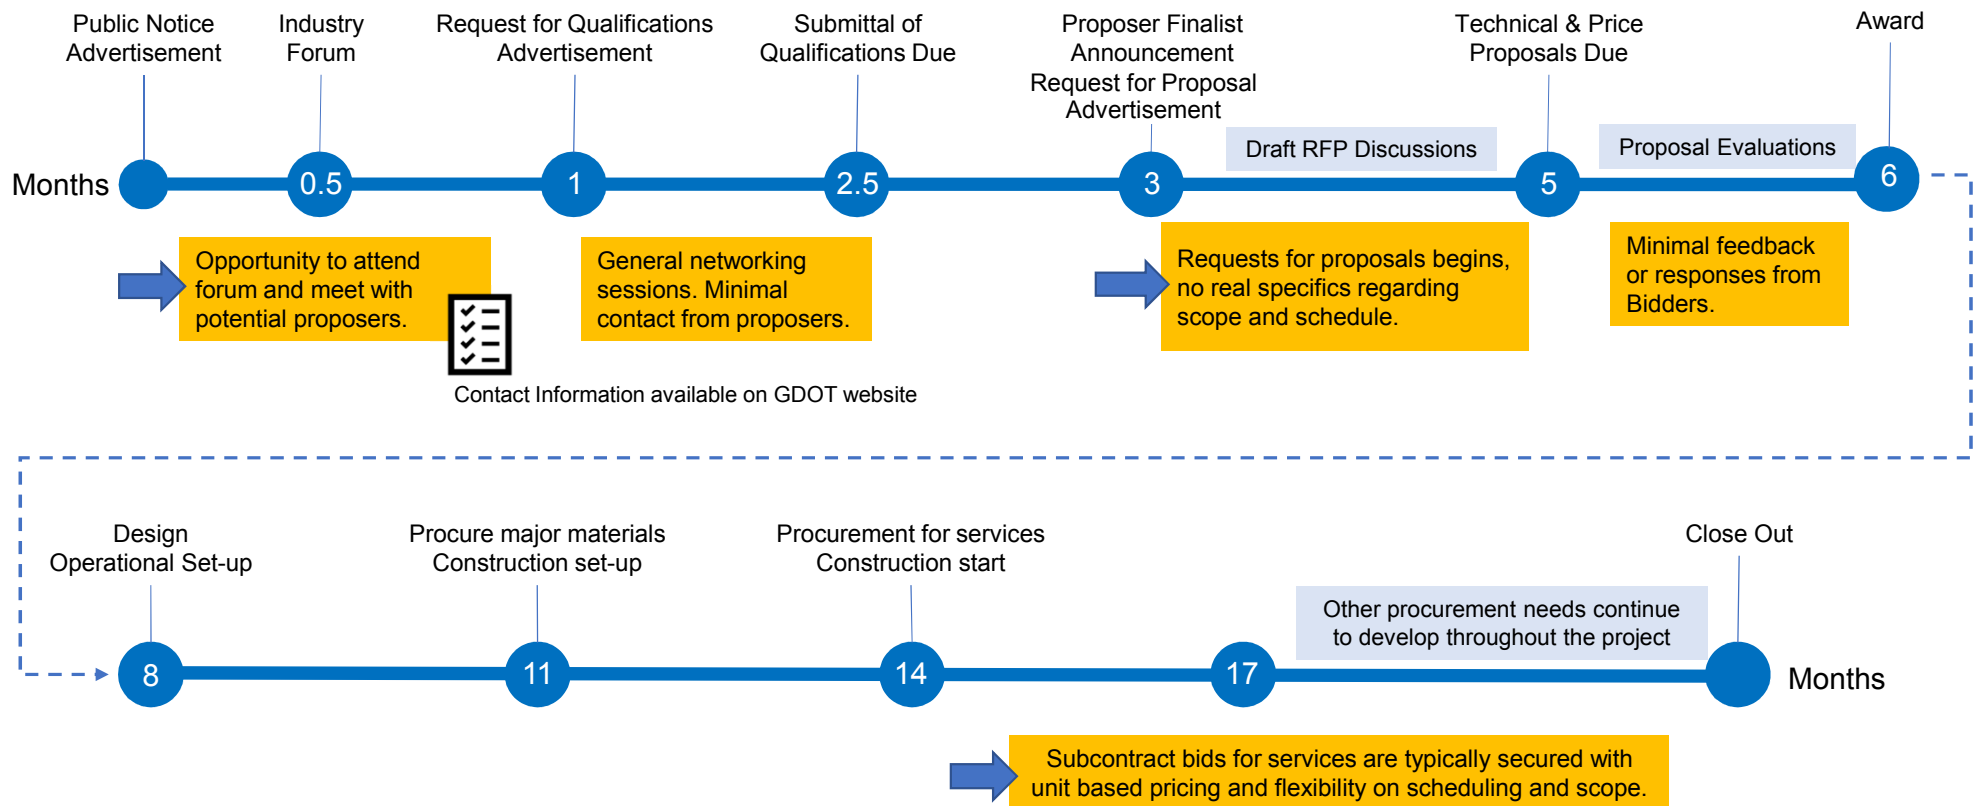 Public Notice
Advertisement
Industry
Forum
Request for Qualifications
Advertisement
Submittal of
Qualifications Due
Proposer Finalist
Announcement
Request for Proposal
Advertisement
Technical & Price
Proposals Due
Award
Draft RFP Discussions
Proposal Evaluations
Months
0.5
1
2.5
3
5
6
Opportunity to attend
forum and meet with
potential proposers.
General networking
sessions. Minimal
contact from proposers.
Requests for proposals begins,
no real specifics regarding
scope and schedule.
Minimal feedback
or responses from
Bidders.
Contact Information available on GDOT website
Design
Operational Set-up
Procure major materials
Construction set-up
Procurement for services
Construction start
Close Out
Other procurement needs continue
to develop throughout the project
8
11
14
17
Months
Subcontract bids for services are typically secured with
unit based pricing and flexibility on scheduling and scope.